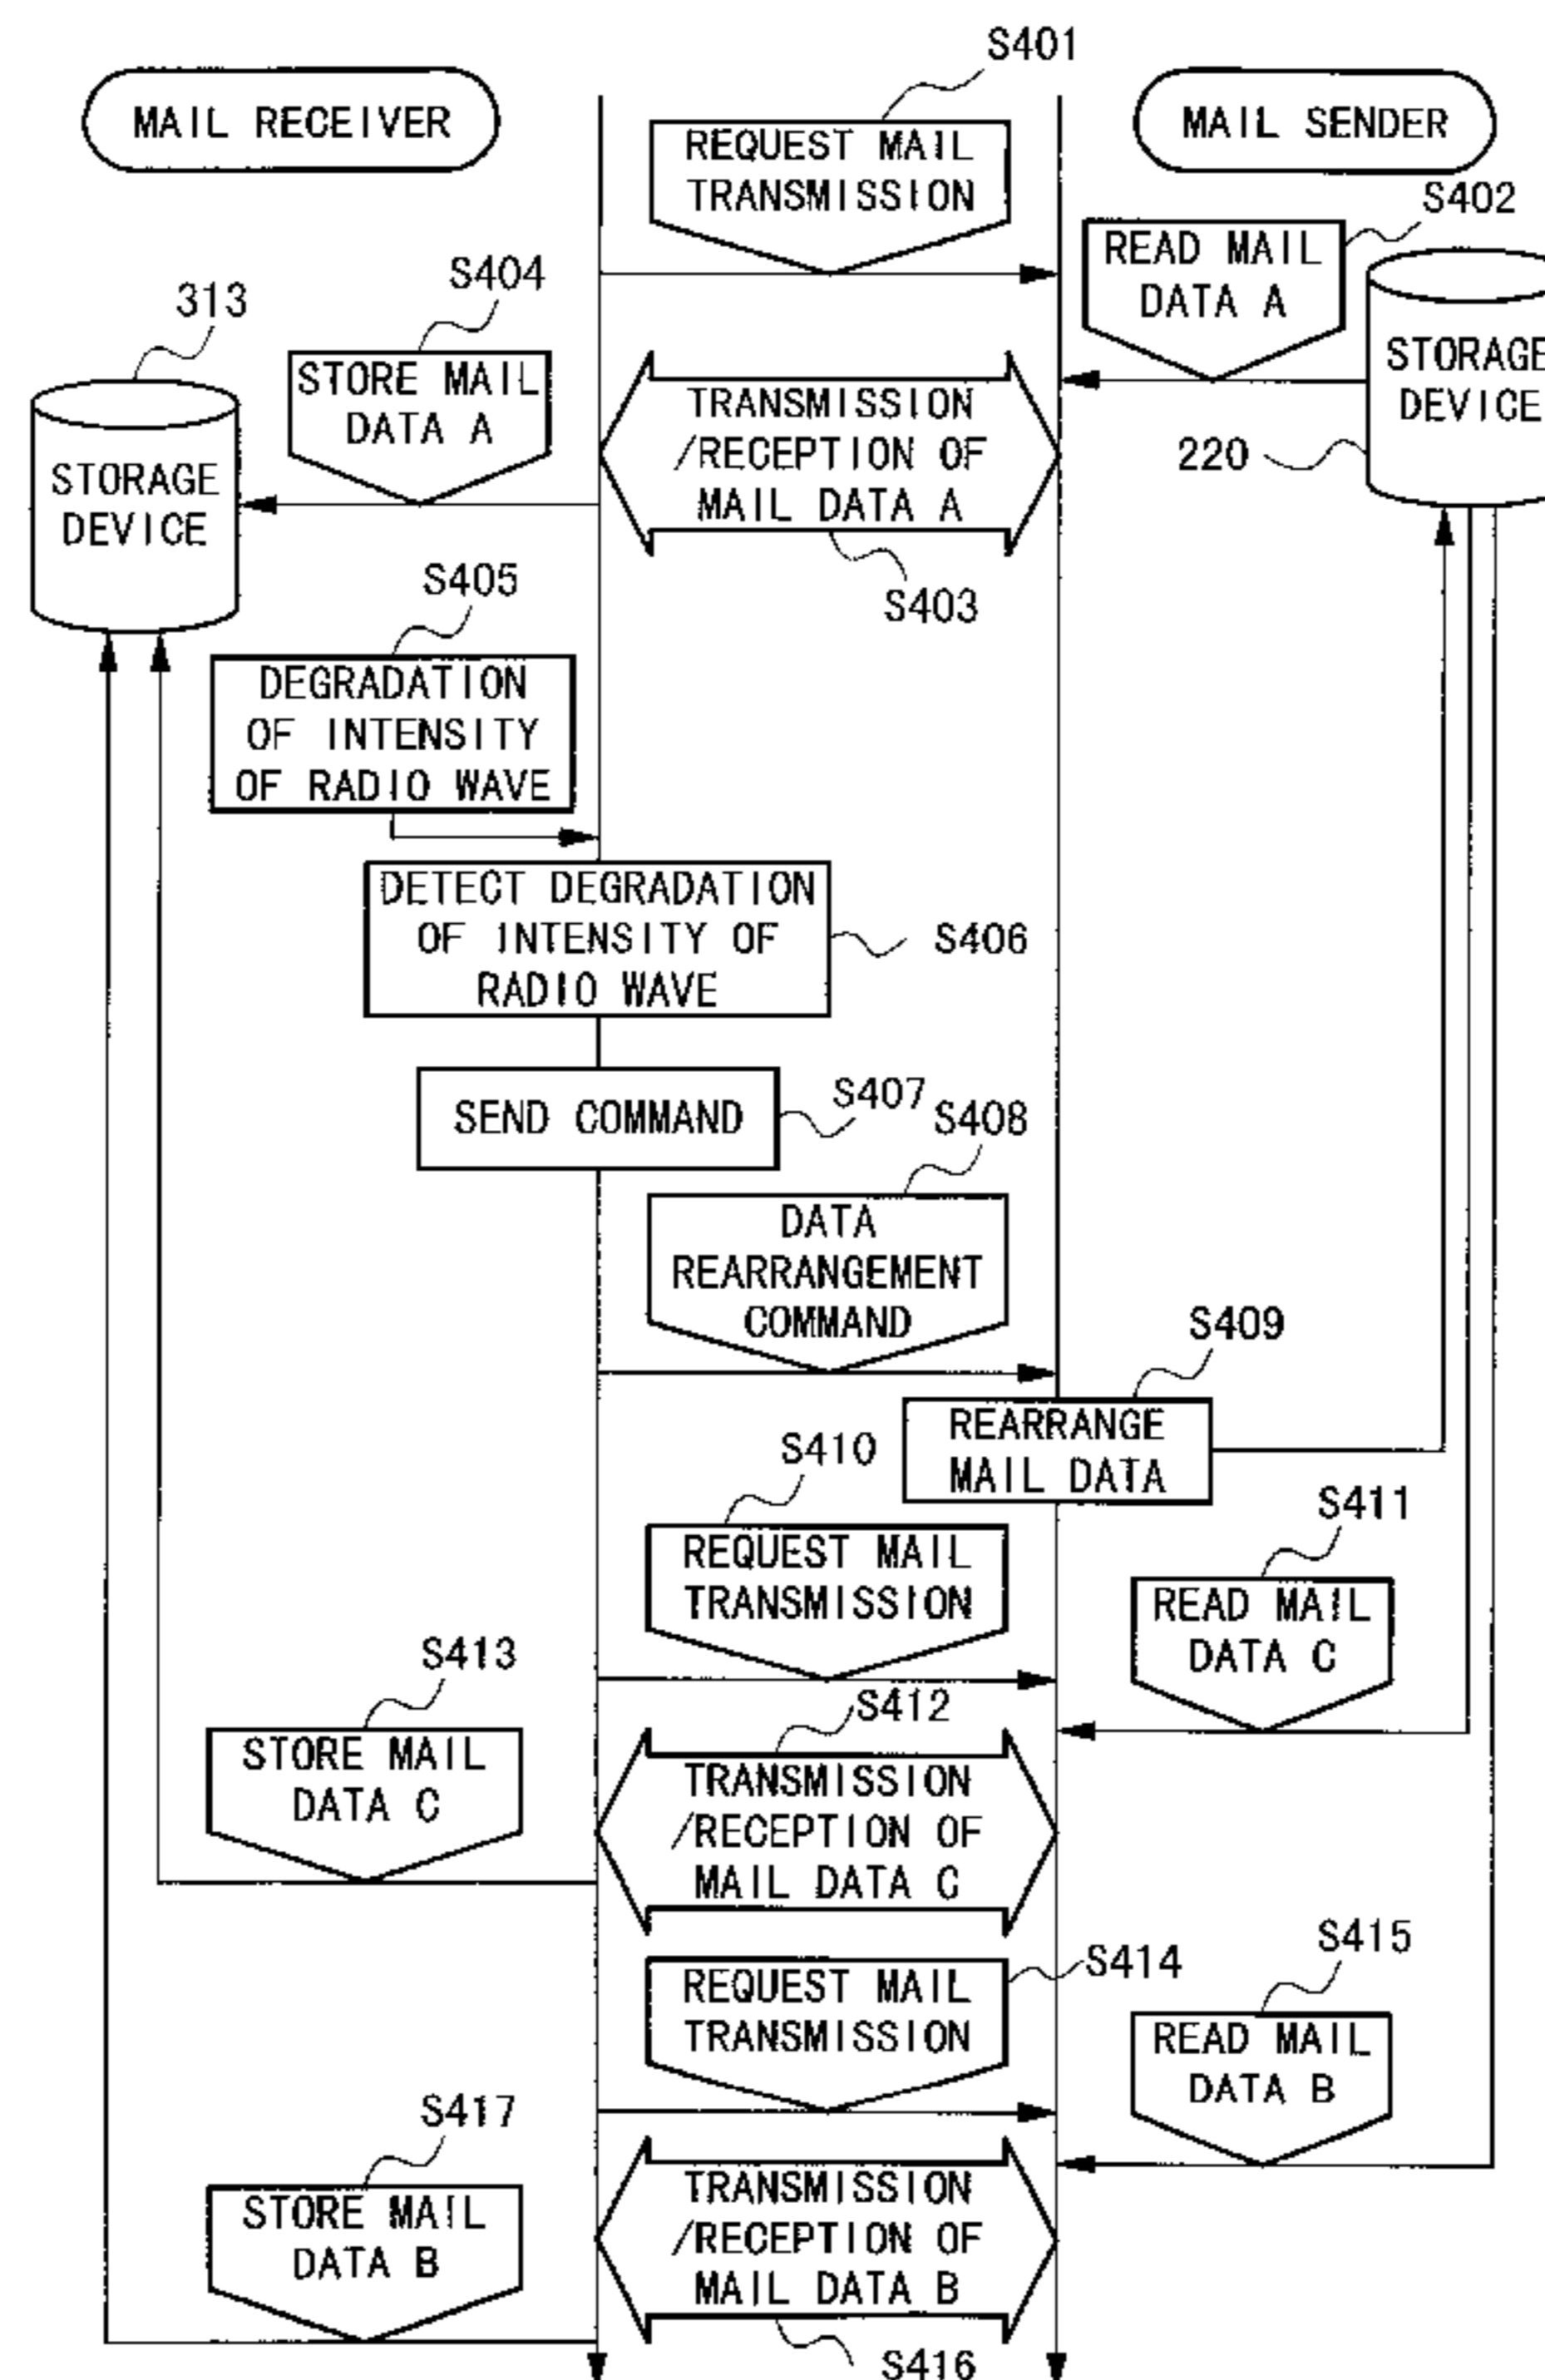 S401
MAIL RECEIVER
REQUEST MAIL
TRANSMISSION
MAIL SENDER
S402
READ MAIL
DATA A
S404
313
STORE MAIL
DATA A
STORAGE
DEVICE
TRANSMISSION
/RECEPTION OF
MAIL DATA A
STORAGE
DEVICE
220
S403
S405
DEGRADATION
OF INTENSITY
OF RADIO WAVE
DETECT DEGRADATION
OF INTENSITY OF
RADIO WAVE
S406
SEND COMMAND
S407
S408
DATA
REARRANGEMENT
COMMAND
S409
REARRANGE
MAIL DATA
S410
REQUEST MAIL
TRANSMISSION
S411
READ MAIL
DATA C
S413
STORE MAIL
DATA C
S412
TRANSMISSION
/RECEPTION OF
MAIL DATA C
S414
REQUEST MAIL
TRANSMISSION
S415
READ MAIL
DATA B
S417
STORE MAIL
DATA B
TRANSMISSION
/RECEPTION OF
MAIL DATA B
S416